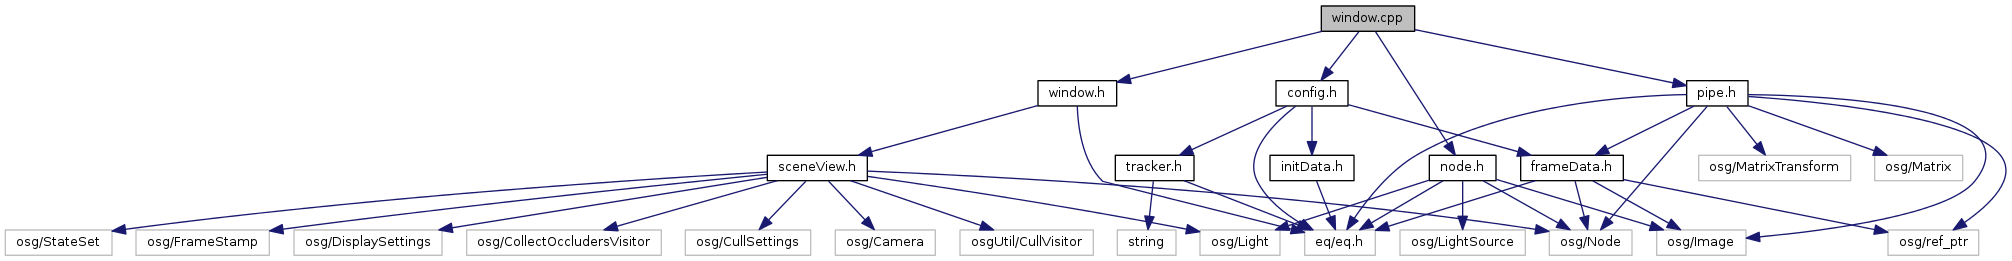 window.cpp
window.h
config.h
pipe.h
sceneView.h
tracker.h
initData.h
node.h
frameData.h
osg/MatrixTransform
osg/Matrix
osg/StateSet
osg/FrameStamp
osg/DisplaySettings
osg/CollectOccludersVisitor
osg/CullSettings
osg/Camera
osgUtil/CullVisitor
string
osg/Light
eq/eq.h
osg/LightSource
osg/Node
osg/Image
osg/ref_ptr